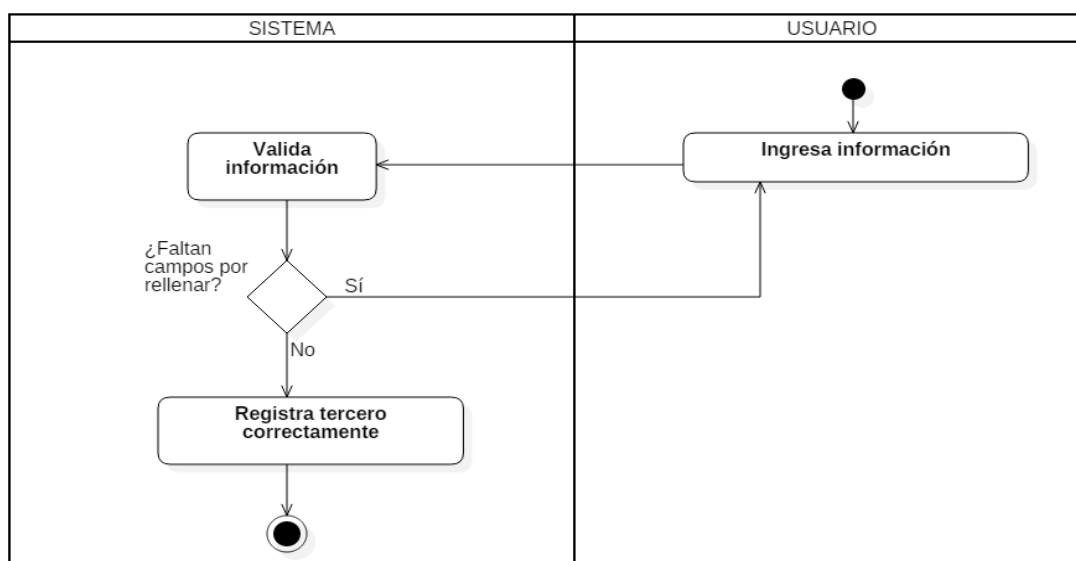 SISTEMA
USUARIO
Valida
información
Ingresa información
¿Faltan
campos por
rellenar?
Sí
No
Registra tercero
correctamente